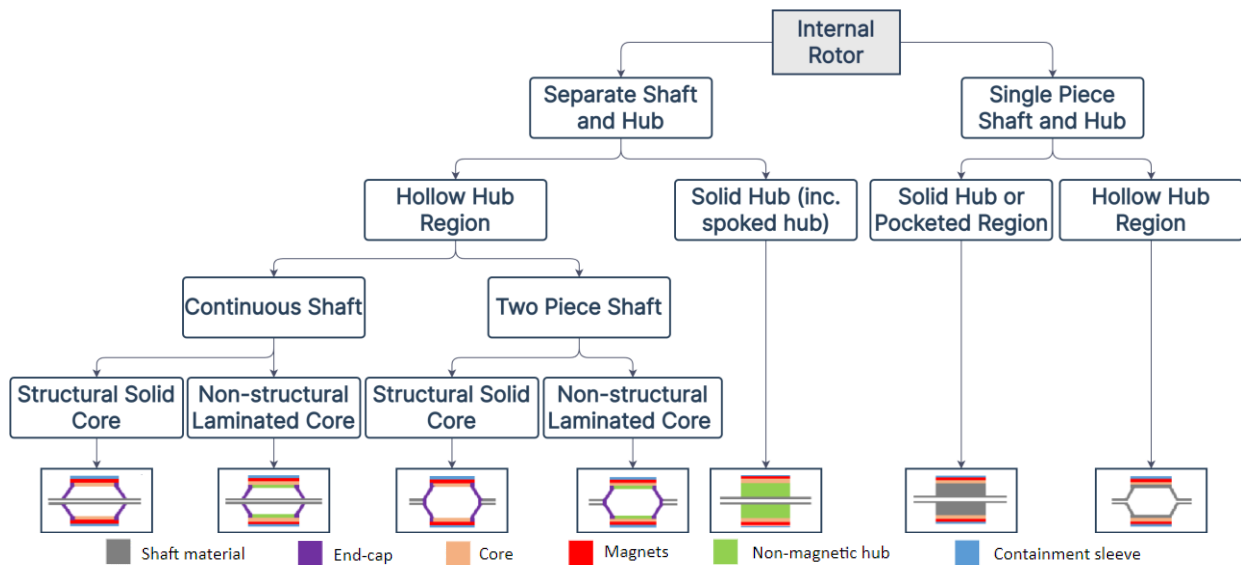 Internal
Rotor
Separate Shaft
and Hub
Single Piece
Shaft and Hub
Hollow Hub
Region
Solid Hub (inc.
spoked hub)
Solid Hub or
Pocketed Region
Hollow Hub
Region
Continuous Shaft
Two Piece Shaft
Structural Solid
Core
Non-structural
Laminated Core
Structural Solid
Core
Non-structural
Laminated Core
Shaft material
End-cap
Core
Magnets
Non-magnetic hub
Containment sleeve